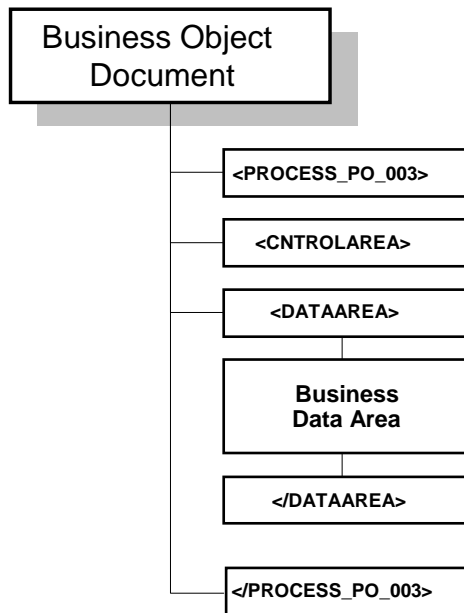 Business Object
Document
<PROCESS_PO_003>
<CNTROLAREA>
<DATAAREA>
Business
Data Area
</DATAAREA>
</PROCESS_PO_003>